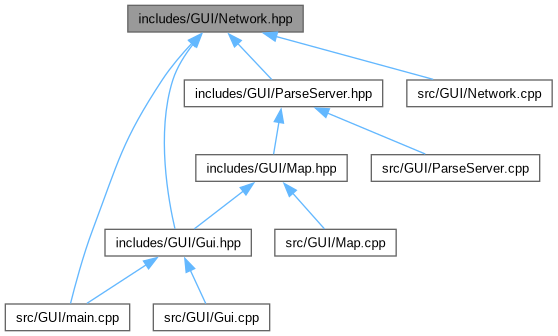 includes/GUI/Network.hpp
includes/GUI/ParseServer.hpp
src/GUI/Network.cpp
includes/GUI/Map.hpp
src/GUI/ParseServer.cpp
includes/GUI/Gui.hpp
src/GUI/Map.cpp
src/GUI/main.cpp
src/GUI/Gui.cpp